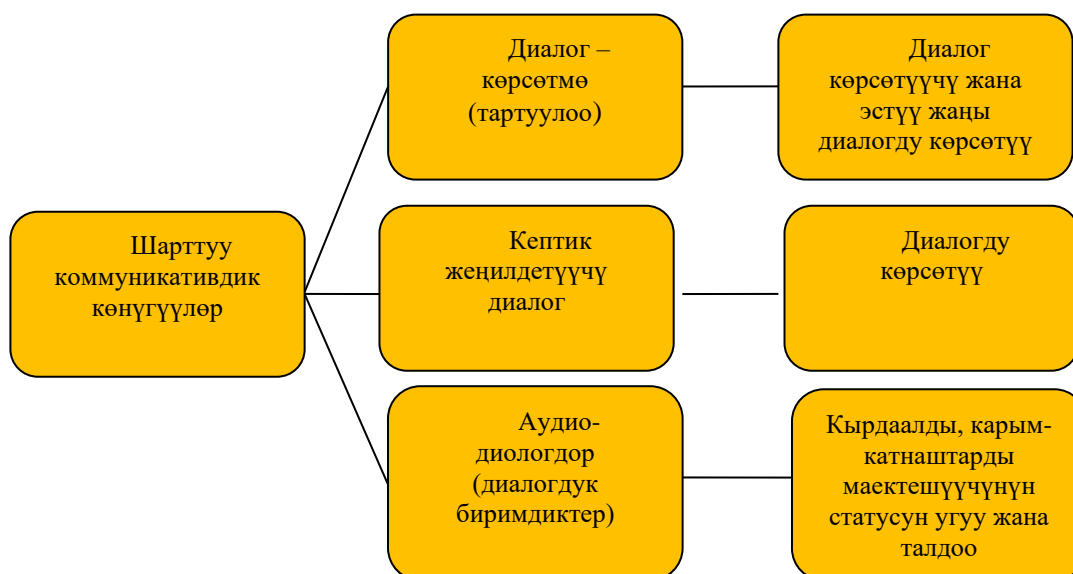 Шарттуу
коммуникативдик
көнүгүүлөр
Диалог –
көрсөтмө
(тартуулоо)
Диалог
көрсөтүүчү жана
эстүү жаңы
диалогду көрсөтүү
Кептик
жеңилдетүүчү
диалог
Диалогду
көрсөтүү
Аудио-
диологдор
(диалогдук
биримдиктер)
Кырдаалды, карым-
катнаштарды
маектешүүчүнүн
статусун угуу жана
талдоо